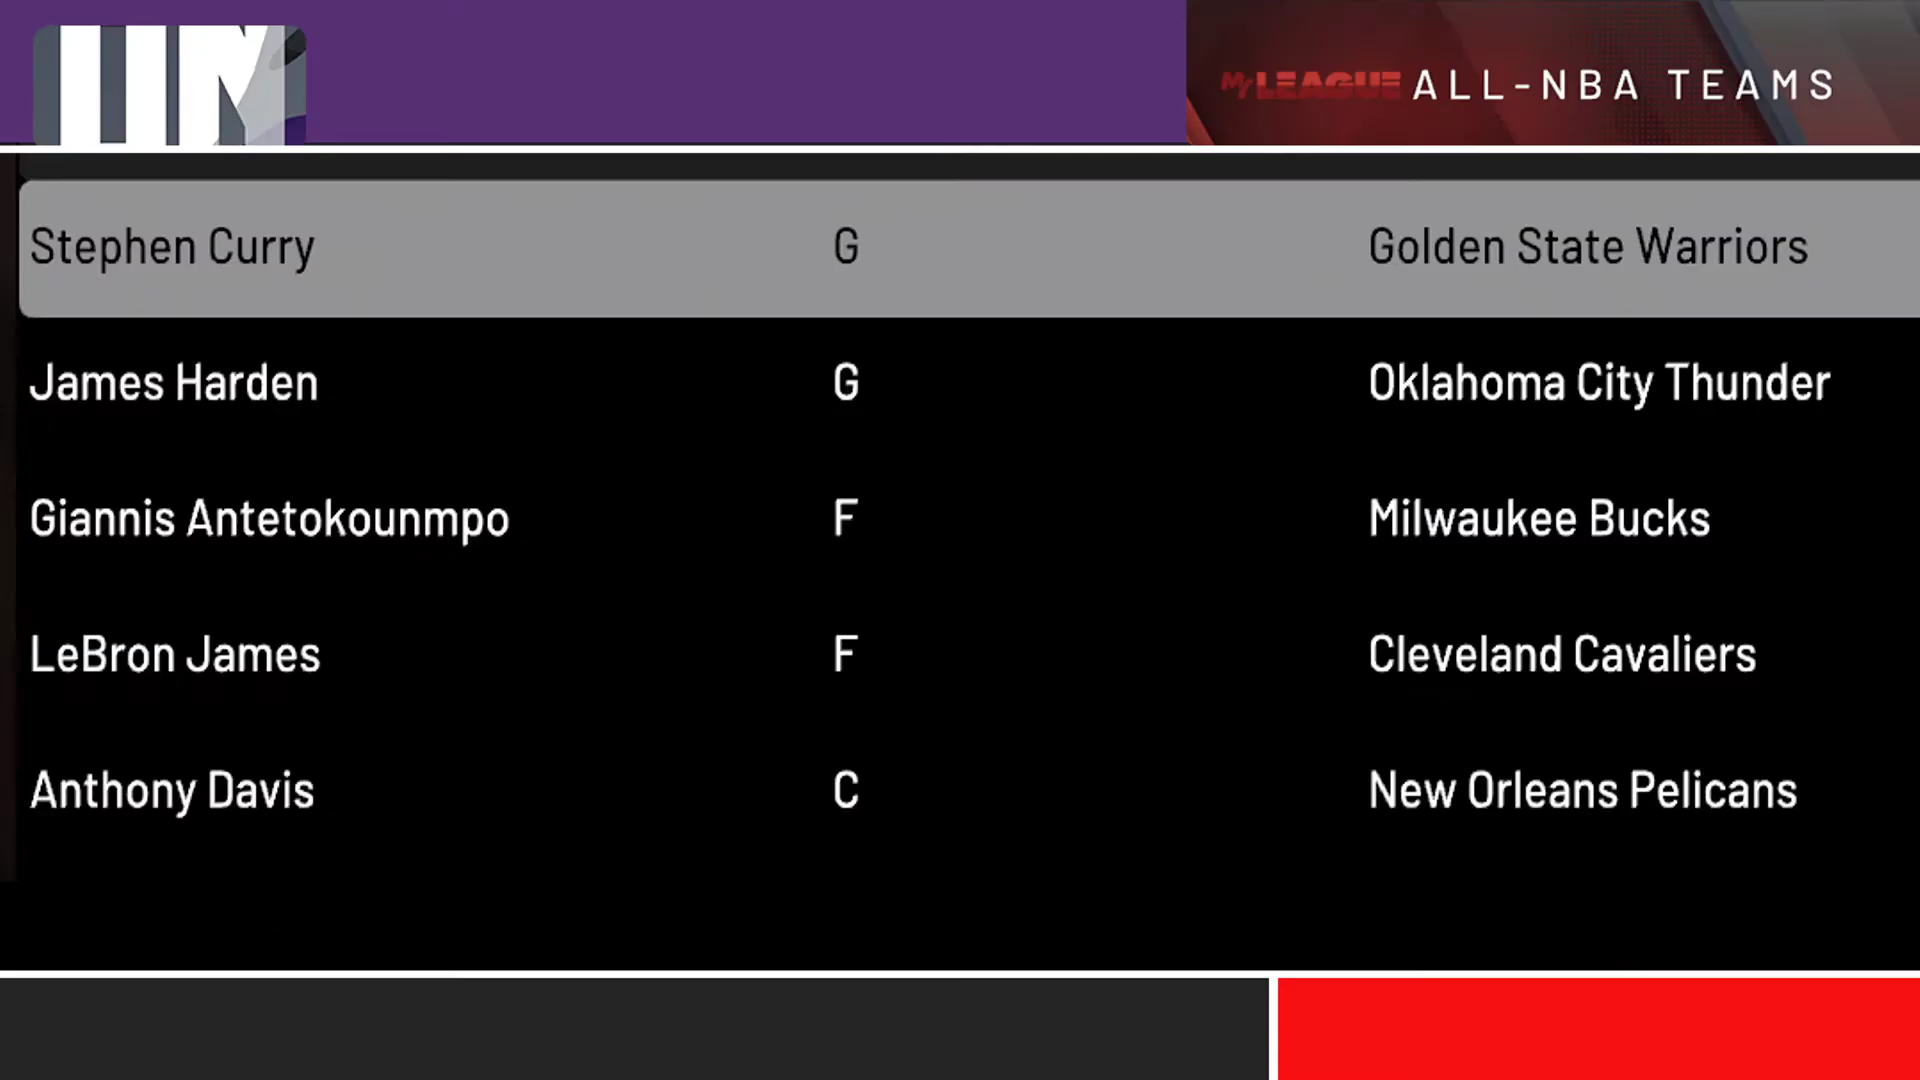 MyLEAGUE ALL-NBA TEAMS
Stephen Curry G Golden State Warriors
James Harden G Oklahoma City Thunder
Giannis Antetokounmpo F Milwaukee Bucks
LeBron James F Cleveland Cavaliers
Anthony Davis C New Orleans Pelicans